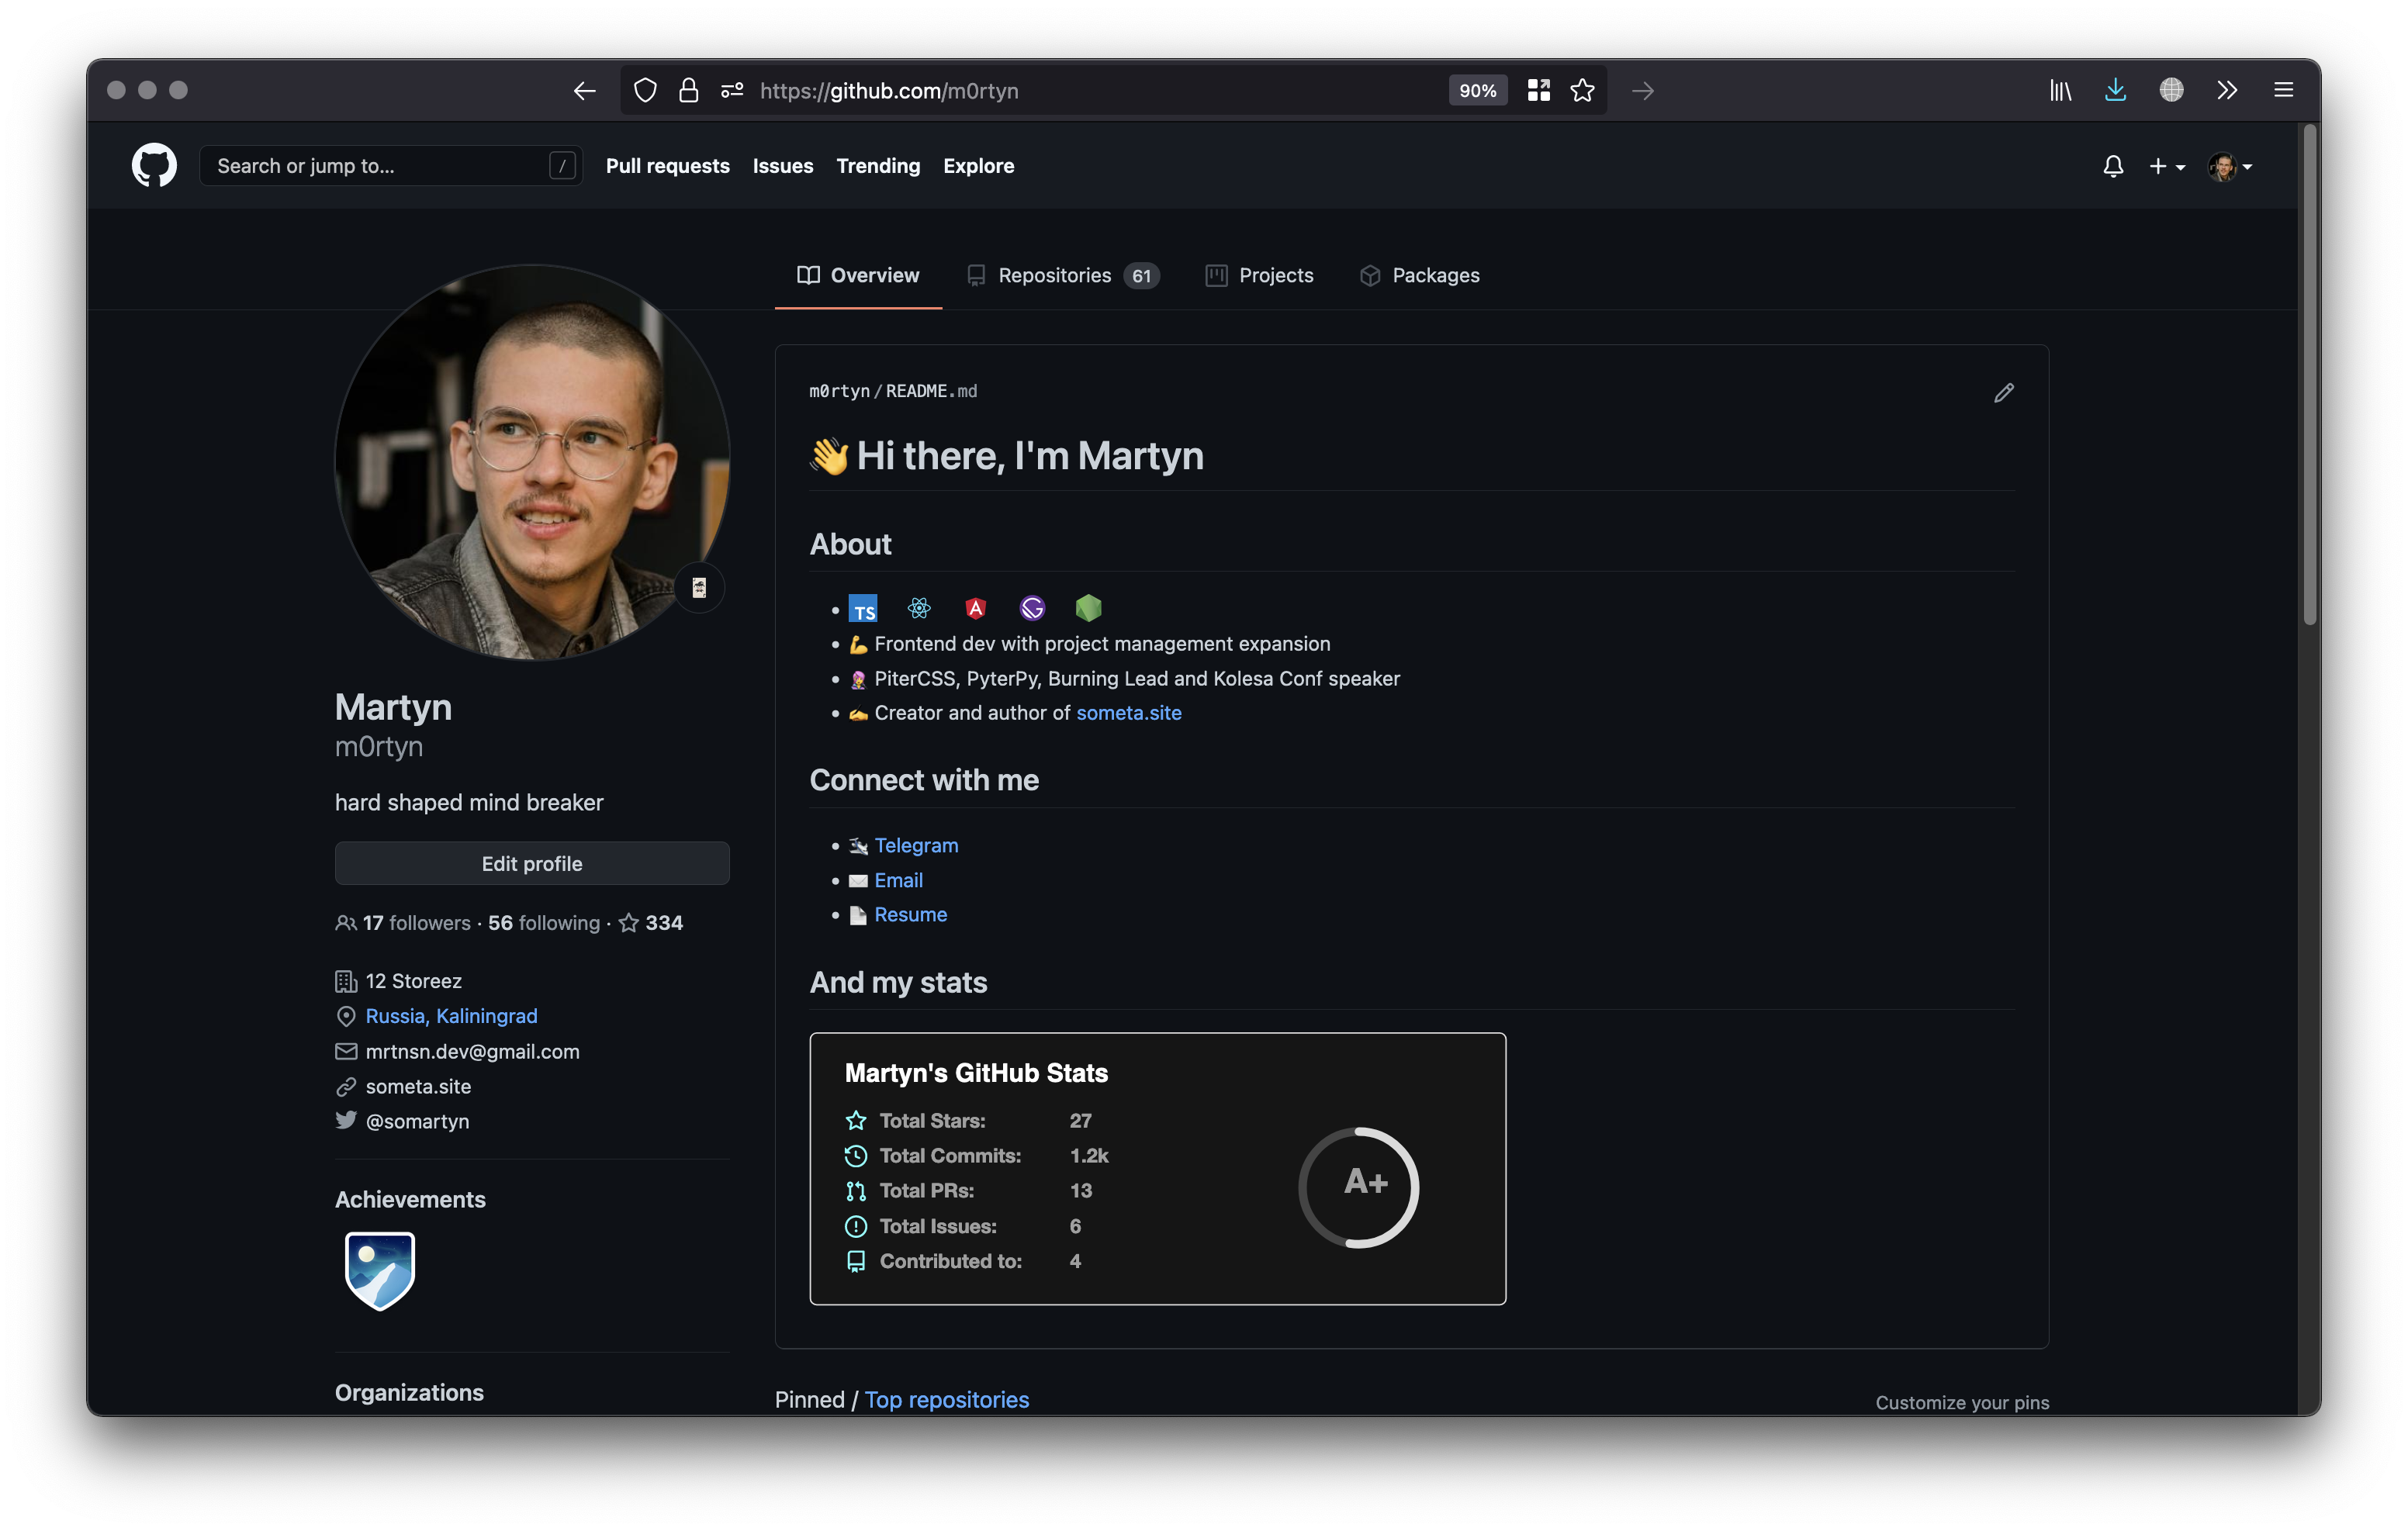 https://github.com/m0rtyn
90%
Search or jump to...
/
Pull requests
Issues
Trending
Explore
Overview
Repositories 61
Projects
Packages
Martyn
m0rtyn
hard shaped mind breaker
Edit profile
17 followers · 56 following · 334
12 Storeez
Russia, Kaliningrad
mrtnsn.dev@gmail.com
someta.site
@somartyn
Achievements
Organizations
m0rtyn/README.md
👋 Hi there, I'm Martyn
About
TS
💪 Frontend dev with project management expansion
PiterCSS, PyterPy, Burning Lead and Kolesa Conf speaker
✍️ Creator and author of someta.site
Connect with me
Telegram
✉️ Email
📄 Resume
And my stats
Martyn's GitHub Stats
Total Stars: 27
Total Commits: 1.2k
Total PRs: 13
Total Issues: 6
Contributed to: 4
A+
Pinned / Top repositories
Customize your pins